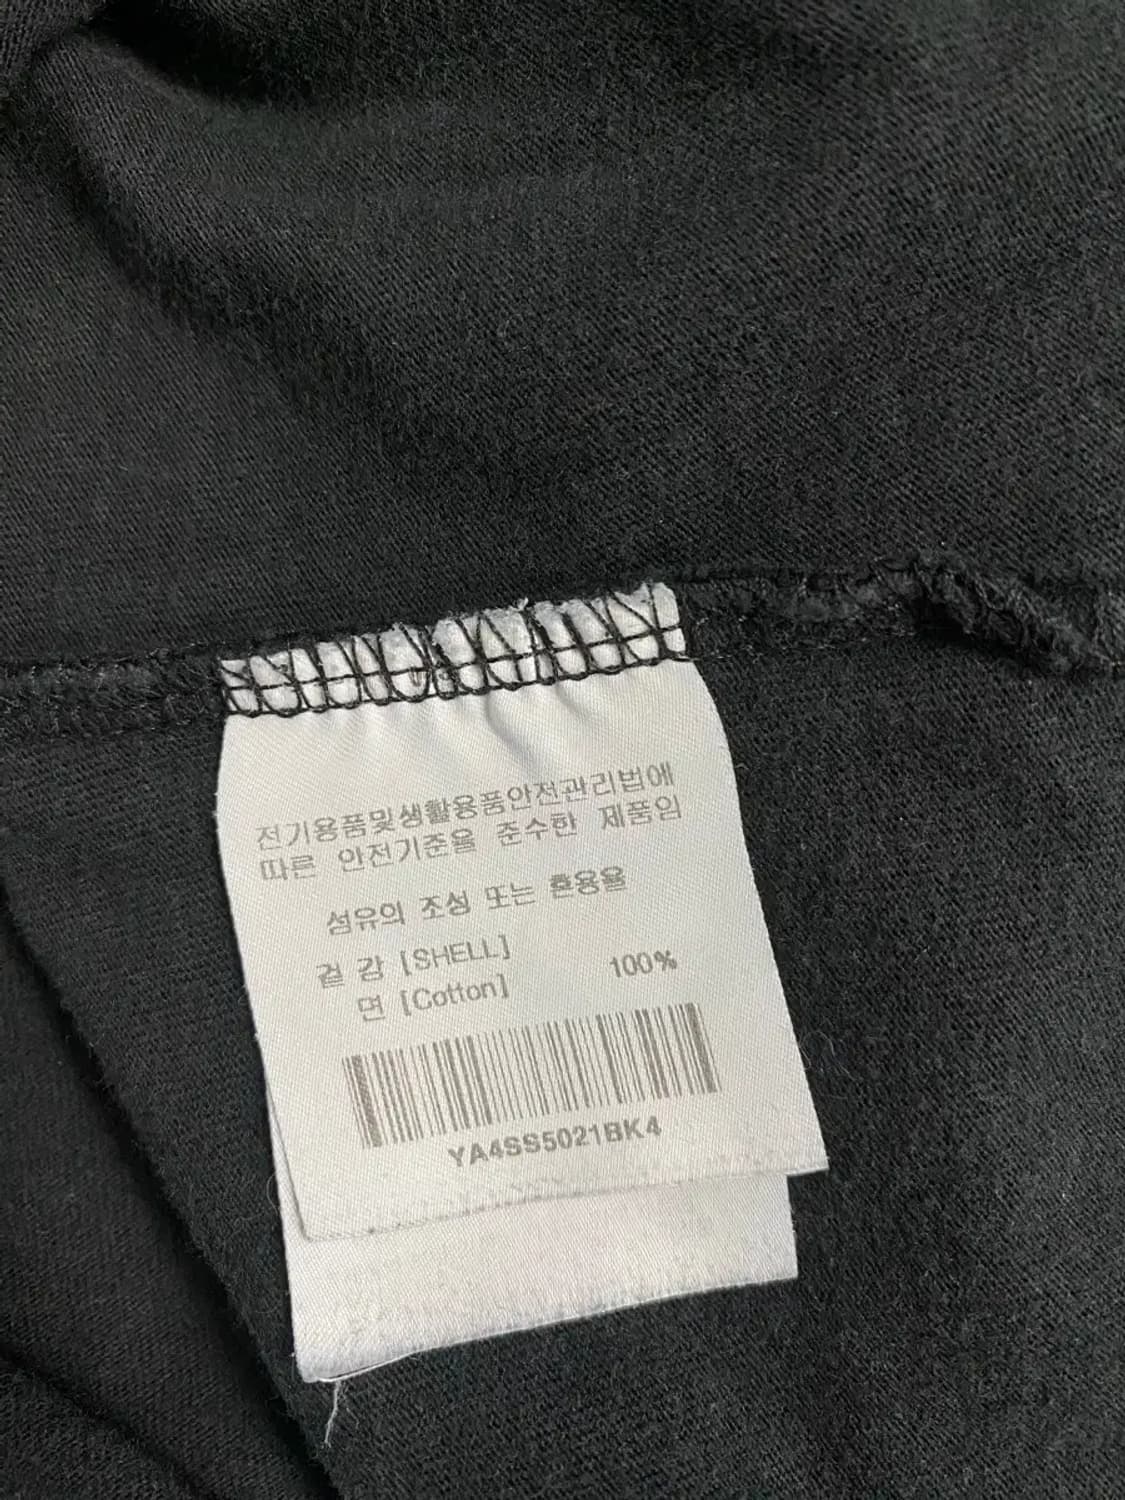 전기용품및생활용품안전관리법에
따른 안전기준을 준수한 제품임
섬유의 조성 또는 혼용율
겉 감 [SHELL]
면 [Cotton] 100%
YA4SS5021BK4